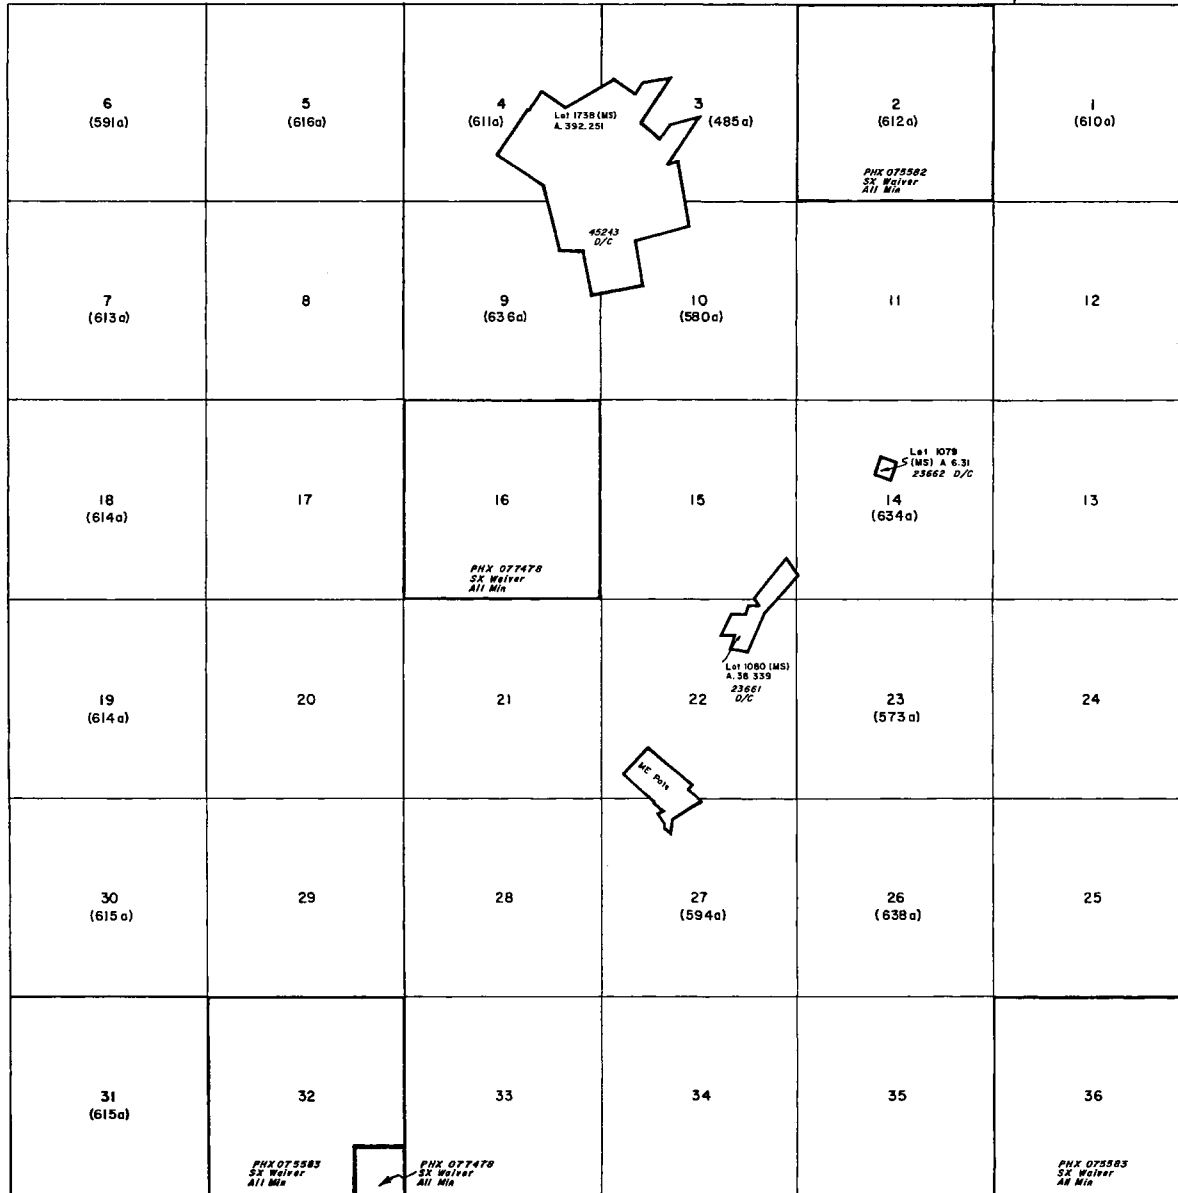 6
(591a)
5
(616a)
4
(611a)
Lot 1738 (MS)
A. 392.251
3
(485a)
2
(612a)
PHX 075582
SX Waiver
All Min
1
(610a)
45243
D/C
7
(613a)
8
9
(636a)
10
(580a)
11
12
18
(614a)
17
16
PHX 077478
SX Waiver
All Min
15
Lot 1079
(MS) A 6.31
23662 D/C
14
(634a)
13
19
(614a)
20
21
22
Lot 1080 (MS)
A. 38 339
23661
D/C
23
(573a)
24
ME Pats
30
(615a)
29
28
27
(594a)
26
(638a)
25
31
(615a)
32
PHX 075583
SX Waiver
All Min
33
PHX 077478
SX Waiver
All Min
34
35
36
PHX 075583
SX Waiver
All Min